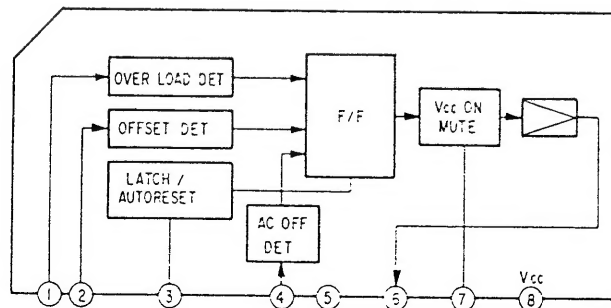 OVER LOAD DET
OFFSET DET
LATCH /
AUTORESET
F/F
Vcc ON
MUTE
AC OFF
DET
Vcc
1 2 3 4 5 6 7 8